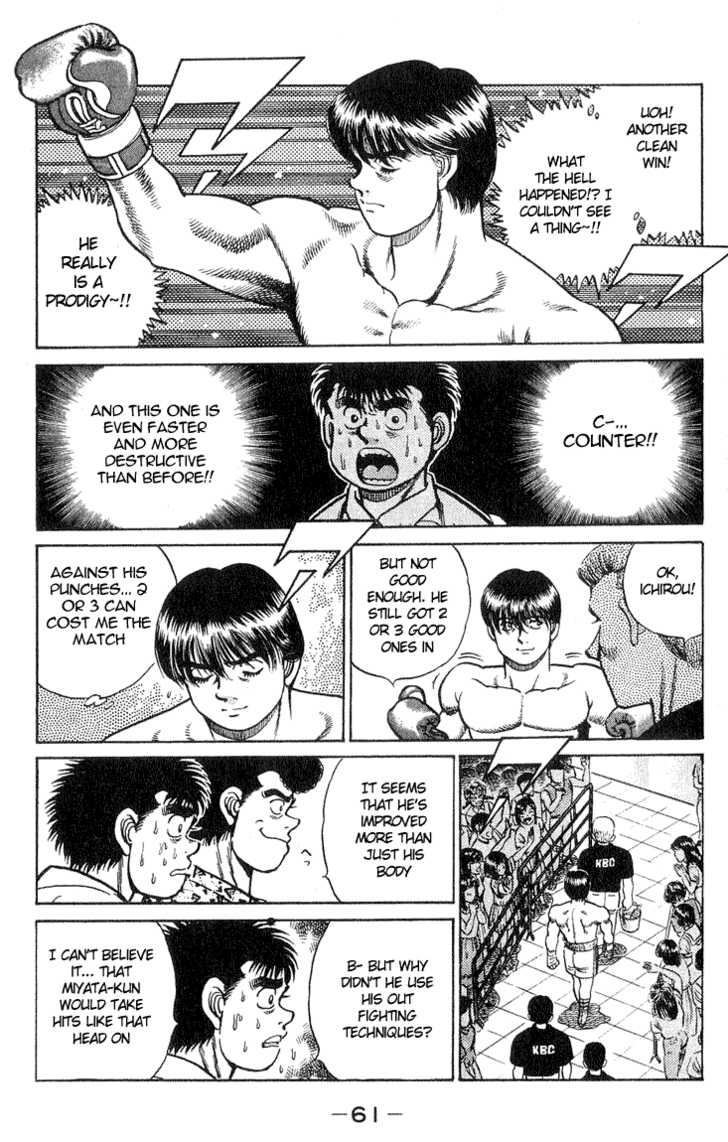 UOH!
ANOTHER
CLEAN
WIN!
WHAT
THE HELL
HAPPENED!? I
COULDN'T SEE
A THING~!!
HE
REALLY
IS A
PRODIGY~!!
C-...
COUNTER!!
AND THIS ONE IS
EVEN FASTER
AND MORE
DESTRUCTIVE
THAN BEFORE!!
OK,
ICHIROU!
BUT NOT
GOOD
ENOUGH. HE
STILL GOT 2
OR 3 GOOD
ONES IN
AGAINST HIS
PUNCHES... 2
OR 3 CAN
COST ME THE
MATCH
KBC
KBC
IT SEEMS
THAT HE'S
IMPROVED
MORE THAN
JUST HIS
BODY
B- BUT WHY
DIDN'T HE USE
HIS OUT
FIGHTING
TECHNIQUES?
I CAN'T BELIEVE
IT... THAT
MIYATA-KUN
WOULD TAKE
HITS LIKE THAT
HEAD ON
-61-